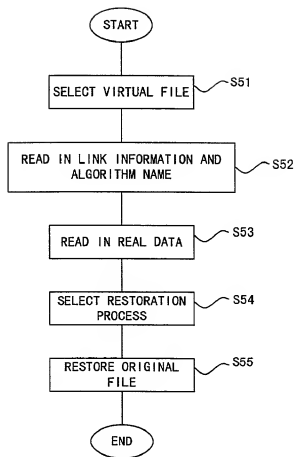 START
SELECT VIRTUAL FILE
S51
READ IN LINK INFORMATION AND
ALGORITHM NAME
S52
READ IN REAL DATA
S53
SELECT RESTORATION
PROCESS
S54
RESTORE ORIGINAL
FILE
S55
END